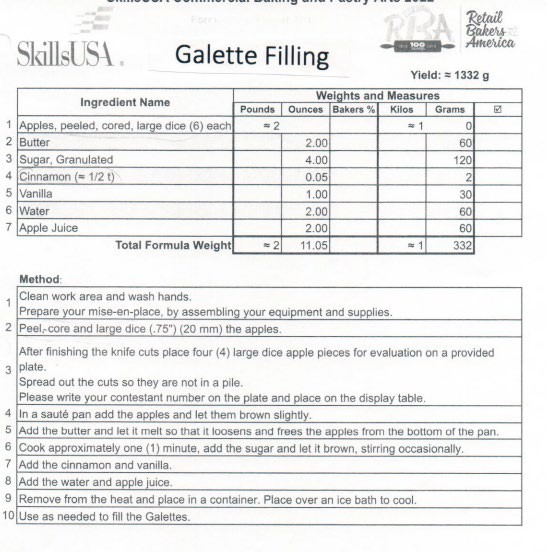 SkillsUSA Commercial Baking and Pastry Arts 2022
SkillsUSA®
Galette Filling
RBA
100
Retail
Bakers
America
Yield: ≈ 1332 g
Ingredient Name
Weights and Measures
Pounds Ounces Bakers % Kilos Grams ☑
1 Apples, peeled, cored, large dice (6) each ≈ 2 ≈ 1 0
2 Butter 2.00 60
3 Sugar, Granulated 4.00 120
4 Cinnamon (≈ 1/2 t) 0.05 2
5 Vanilla 1.00 30
6 Water 2.00 60
7 Apple Juice 2.00 60
Total Formula Weight ≈ 2 11.05 ≈ 1 332
Method:
1 Clean work area and wash hands.
Prepare your mise-en-place, by assembling your equipment and supplies.
2 Peel, core and large dice (.75") (20 mm) the apples.
3 After finishing the knife cuts place four (4) large dice apple pieces for evaluation on a provided
plate.
Spread out the cuts so they are not in a pile.
Please write your contestant number on the plate and place on the display table.
4 In a sauté pan add the apples and let them brown slightly.
5 Add the butter and let it melt so that it loosens and frees the apples from the bottom of the pan.
6 Cook approximately one (1) minute, add the sugar and let it brown, stirring occasionally.
7 Add the cinnamon and vanilla.
8 Add the water and apple juice.
9 Remove from the heat and place in a container. Place over an ice bath to cool.
10 Use as needed to fill the Galettes.